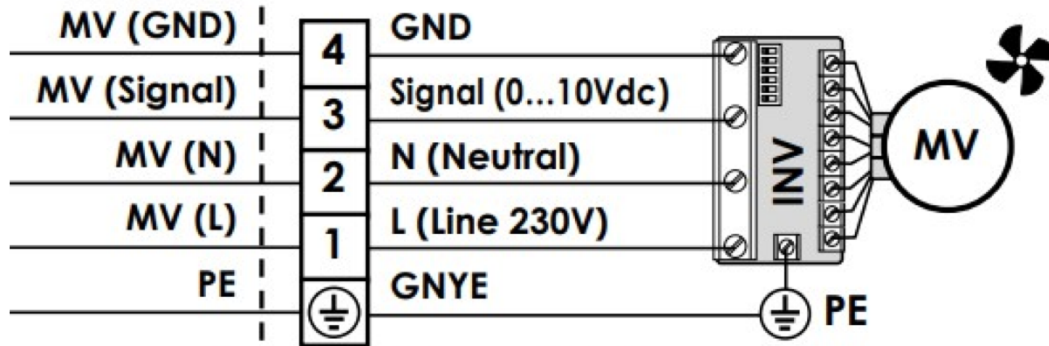 MV (GND) 4 GND
MV (Signal) 3 Signal (0...10Vdc)
MV (N) 2 N (Neutral)
MV (L) 1 L (Line 230V)
PE GNYE
INV
MV
PE